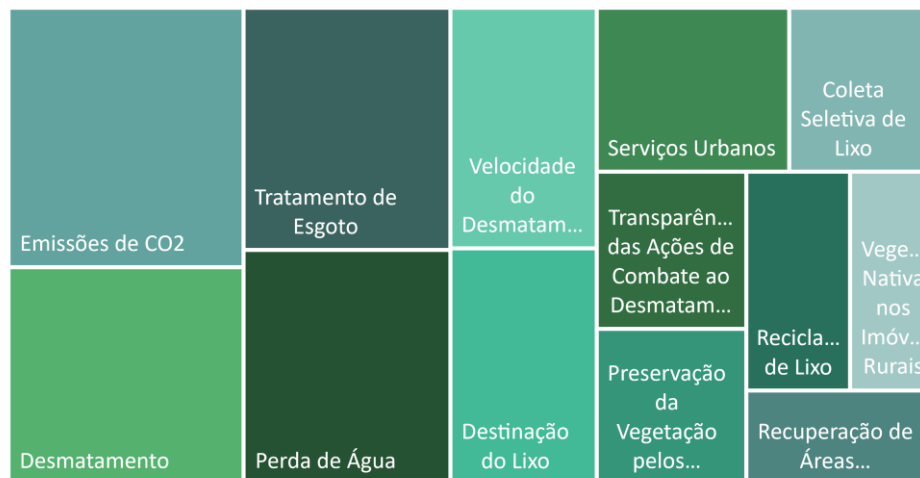 Emissões de CO2
Desmatamento
Tratamento de
Esgoto
Perda de Água
Velocidade
do
Desmatam...
Destinação
do Lixo
Serviços Urbanos
Coleta
Seletiva de
Lixo
Transparên...
das Ações de
Combate ao
Desmatam...
Preservação
da
Vegetação
pelos...
Recicla...
de Lixo
Vege...
Nativa
nos
Imóv...
Rurais
Recuperação de
Áreas...